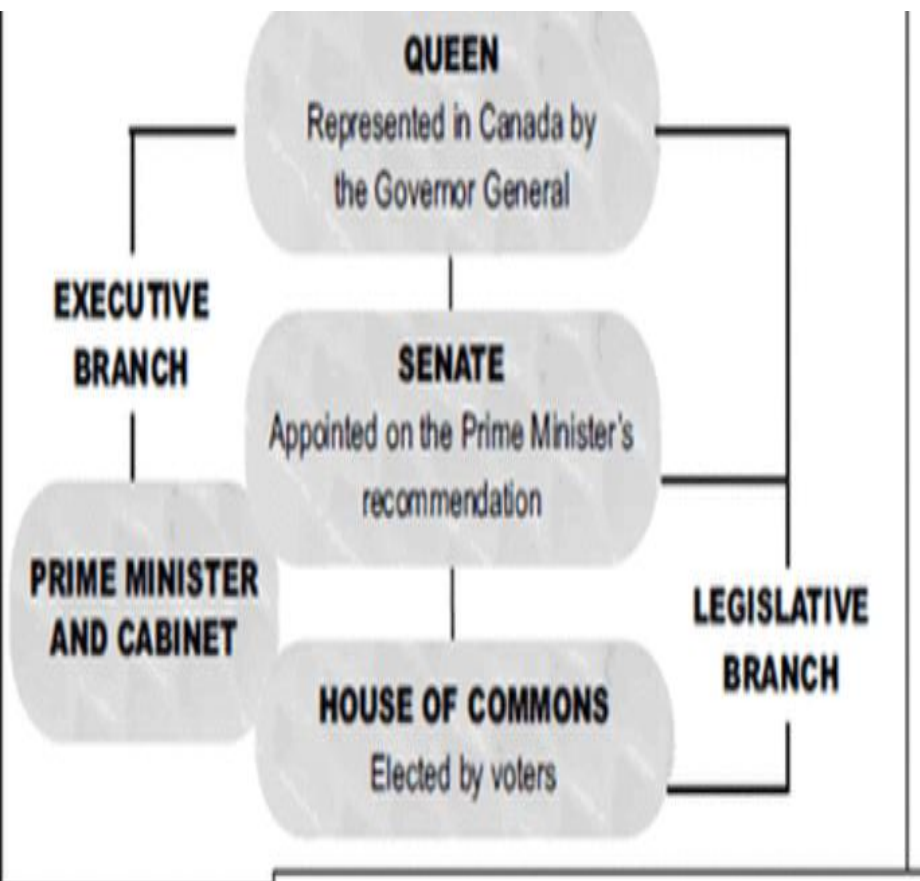 QUEEN
Represented in Canada by
the Governor General
EXECUTIVE
BRANCH
SENATE
Appointed on the Prime Minister's
recommendation
PRIME MINISTER
AND CABINET
LEGISLATIVE
BRANCH
HOUSE OF COMMONS
Elected by voters